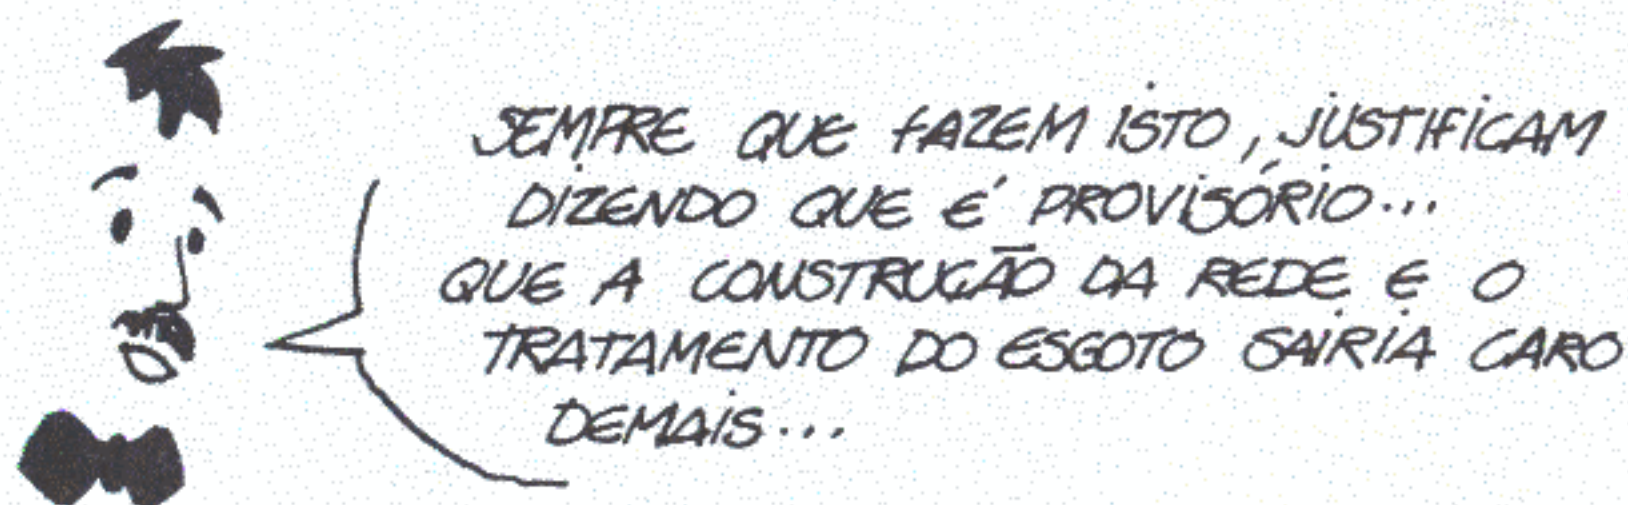 SEMPRE QUE FAZEM ISTO, JUSTIFICAM
DIZENDO QUE É PROVISÓRIO...
QUE A CONSTRUÇÃO DA REDE E O
TRATAMENTO DO ESGOTO SAIRIA CARO
DEMAIS...